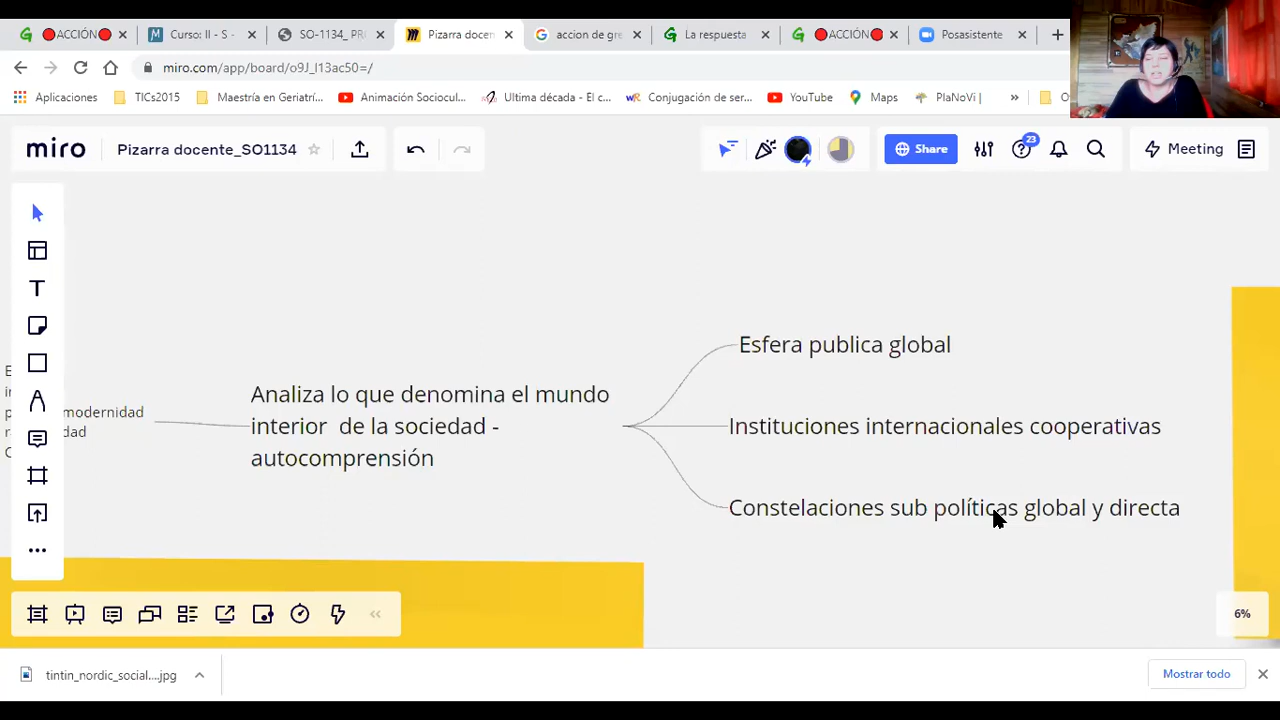 🔴ACCIÓN🔴
Curso: II - S -
SO-1134_ PR
Pizarra docen
accion de gre
La respuesta
🔴ACCIÓN🔴
Posasistente
miro.com/app/board/o9J_l13ac50=/
Aplicaciones
TICs2015
Maestría en Geriatrí...
Animación Sociocul...
Ultima década - El c...
Conjugación de ser...
YouTube
Maps
PlaNoVi |
»
miro
Pizarra docente_SO1134
Share
23
Meeting
modernidad
Analiza lo que denomina el mundo
interior de la sociedad -
autocomprensión
Esfera publica global
Instituciones internacionales cooperativas
Constelaciones sub políticas global y directa
6%
tintin_nordic_social....jpg
Mostrar todo